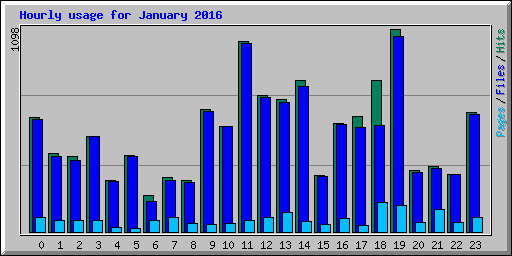 Hourly usage for January 2016
1098
Pages / Files / Hits
0 1 2 3 4 5 6 7 8 9 10 11 12 13 14 15 16 17 18 19 20 21 22 23